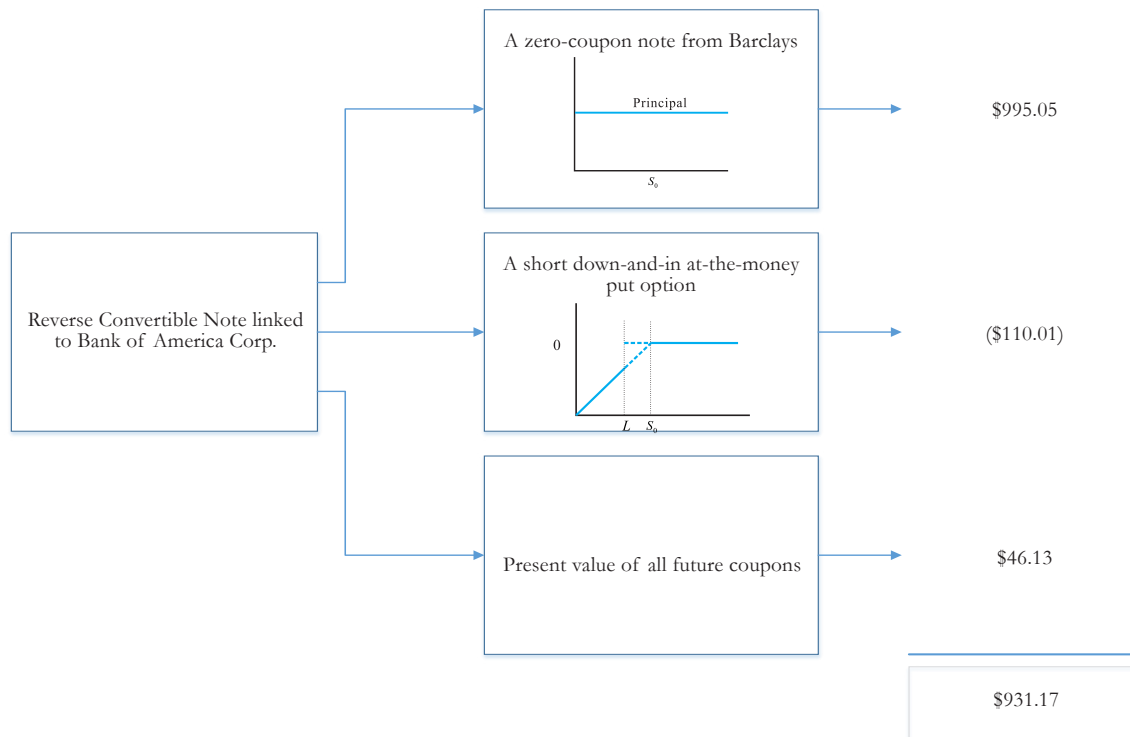 A zero-coupon note from Barclays
Principal
S₀
$995.05
Reverse Convertible Note linked
to Bank of America Corp.
A short down-and-in at-the-money
put option
0
L S₀
($110.01)
Present value of all future coupons
$46.13
$931.17